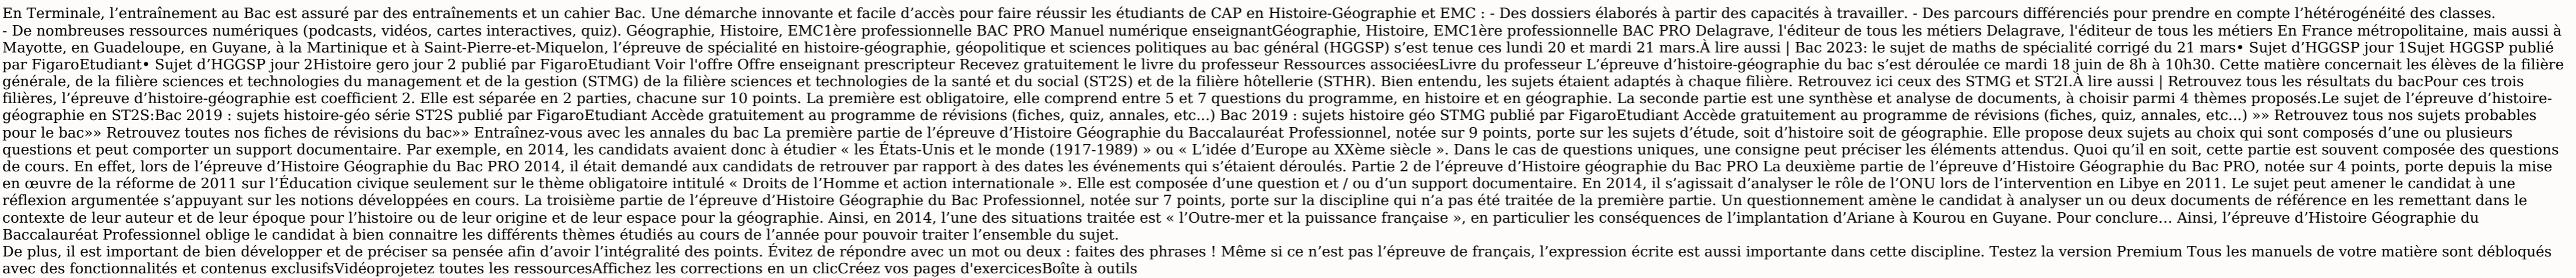 En Terminale, l’entraînement au Bac est assuré par des entraînements et un cahier Bac. Une démarche innovante et facile d’accès pour faire réussir les étudiants de CAP en Histoire-Géographie et EMC : - Des dossiers élaborés à partir des capacités à travailler. - Des parcours différenciés pour prendre en compte l’hétérogénéité des classes.
- De nombreuses ressources numériques (podcasts, vidéos, cartes interactives, quiz). Géographie, Histoire, EMC1ère professionnelle BAC PRO Manuel numérique enseignantGéographie, Histoire, EMC1ère professionnelle BAC PRO Delagrave, l'éditeur de tous les métiers Delagrave, l'éditeur de tous les métiers En France métropolitaine, mais aussi à
Mayotte, en Guadeloupe, en Guyane, à la Martinique et à Saint-Pierre-et-Miquelon, l’épreuve de spécialité en histoire-géographie, géopolitique et sciences politiques au bac général (HGGSP) s’est tenue ces lundi 20 et mardi 21 mars.À lire aussi | Bac 2023: le sujet de maths de spécialité corrigé du 21 mars• Sujet d’HGGSP jour 1Sujet HGGSP publié
par FigaroEtudiant• Sujet d’HGGSP jour 2Histoire gero jour 2 publié par FigaroEtudiant Voir l'offre Offre enseignant prescripteur Recevez gratuitement le livre du professeur Ressources associéesLivre du professeur L’épreuve d’histoire-géographie du bac s’est déroulée ce mardi 18 juin de 8h à 10h30. Cette matière concernait les élèves de la filière
générale, de la filière sciences et technologies du management et de la gestion (STMG) de la filière sciences et technologies de la santé et du social (ST2S) et de la filière hôtellerie (STHR). Bien entendu, les sujets étaient adaptés à chaque filière. Retrouvez ici ceux des STMG et ST2I.À lire aussi | Retrouvez tous les résultats du bacPour ces trois
filières, l’épreuve d’histoire-géographie est coefficient 2. Elle est séparée en 2 parties, chacune sur 10 points. La première est obligatoire, elle comprend entre 5 et 7 questions du programme, en histoire et en géographie. La seconde partie est une synthèse et analyse de documents, à choisir parmi 4 thèmes proposés.Le sujet de l’épreuve d’histoire-
géographie en ST2S:Bac 2019 : sujets histoire-géo série ST2S publié par FigaroEtudiant Accède gratuitement au programme de révisions (fiches, quiz, annales, etc...) Bac 2019 : sujets histoire géo STMG publié par FigaroEtudiant Accède gratuitement au programme de révisions (fiches, quiz, annales, etc...) »» Retrouvez tous nos sujets probables
pour le bac»» Retrouvez toutes nos fiches de révisions du bac»» Entraînez-vous avec les annales du bac La première partie de l’épreuve d’Histoire Géographie du Baccalauréat Professionnel, notée sur 9 points, porte sur les sujets d’étude, soit d’histoire soit de géographie. Elle propose deux sujets au choix qui sont composés d’une ou plusieurs
questions et peut comporter un support documentaire. Par exemple, en 2014, les candidats avaient donc à étudier « les États-Unis et le monde (1917-1989) » ou « L’idée d’Europe au XXème siècle ». Dans le cas de questions uniques, une consigne peut préciser les éléments attendus. Quoi qu’il en soit, cette partie est souvent composée des questions
de cours. En effet, lors de l’épreuve d’Histoire Géographie du Bac PRO 2014, il était demandé aux candidats de retrouver par rapport à des dates les événements qui s’étaient déroulés. Partie 2 de l’épreuve d’Histoire géographie du Bac PRO La deuxième partie de l’épreuve d’Histoire Géographie du Bac PRO, notée sur 4 points, porte depuis la mise
en œuvre de la réforme de 2011 sur l’Éducation civique seulement sur le thème obligatoire intitulé « Droits de l’Homme et action internationale ». Elle est composée d’une question et / ou d’un support documentaire. En 2014, il s’agissait d’analyser le rôle de l’ONU lors de l’intervention en Libye en 2011. Le sujet peut amener le candidat à une
réflexion argumentée s’appuyant sur les notions développées en cours. La troisième partie de l’épreuve d’Histoire Géographie du Bac Professionnel, notée sur 7 points, porte sur la discipline qui n’a pas été traitée de la première partie. Un questionnement amène le candidat à analyser un ou deux documents de référence en les remettant dans le
contexte de leur auteur et de leur époque pour l’histoire ou de leur origine et de leur espace pour la géographie. Ainsi, en 2014, l’une des situations traitée est « l’Outre-mer et la puissance française », en particulier les conséquences de l’implantation d’Ariane à Kourou en Guyane. Pour conclure… Ainsi, l’épreuve d’Histoire Géographie du
Baccalauréat Professionnel oblige le candidat à bien connaitre les différents thèmes étudiés au cours de l’année pour pouvoir traiter l’ensemble du sujet.
De plus, il est important de bien développer et de préciser sa pensée afin d’avoir l’intégralité des points. Évitez de répondre avec un mot ou deux : faites des phrases ! Même si ce n’est pas l’épreuve de français, l’expression écrite est aussi importante dans cette discipline. Testez la version Premium Tous les manuels de votre matière sont débloqués
avec des fonctionnalités et contenus exclusifsVidéoprojetez toutes les ressourcesAffichez les corrections en un clicCréez vos pages d'exercicesBoîte à outils